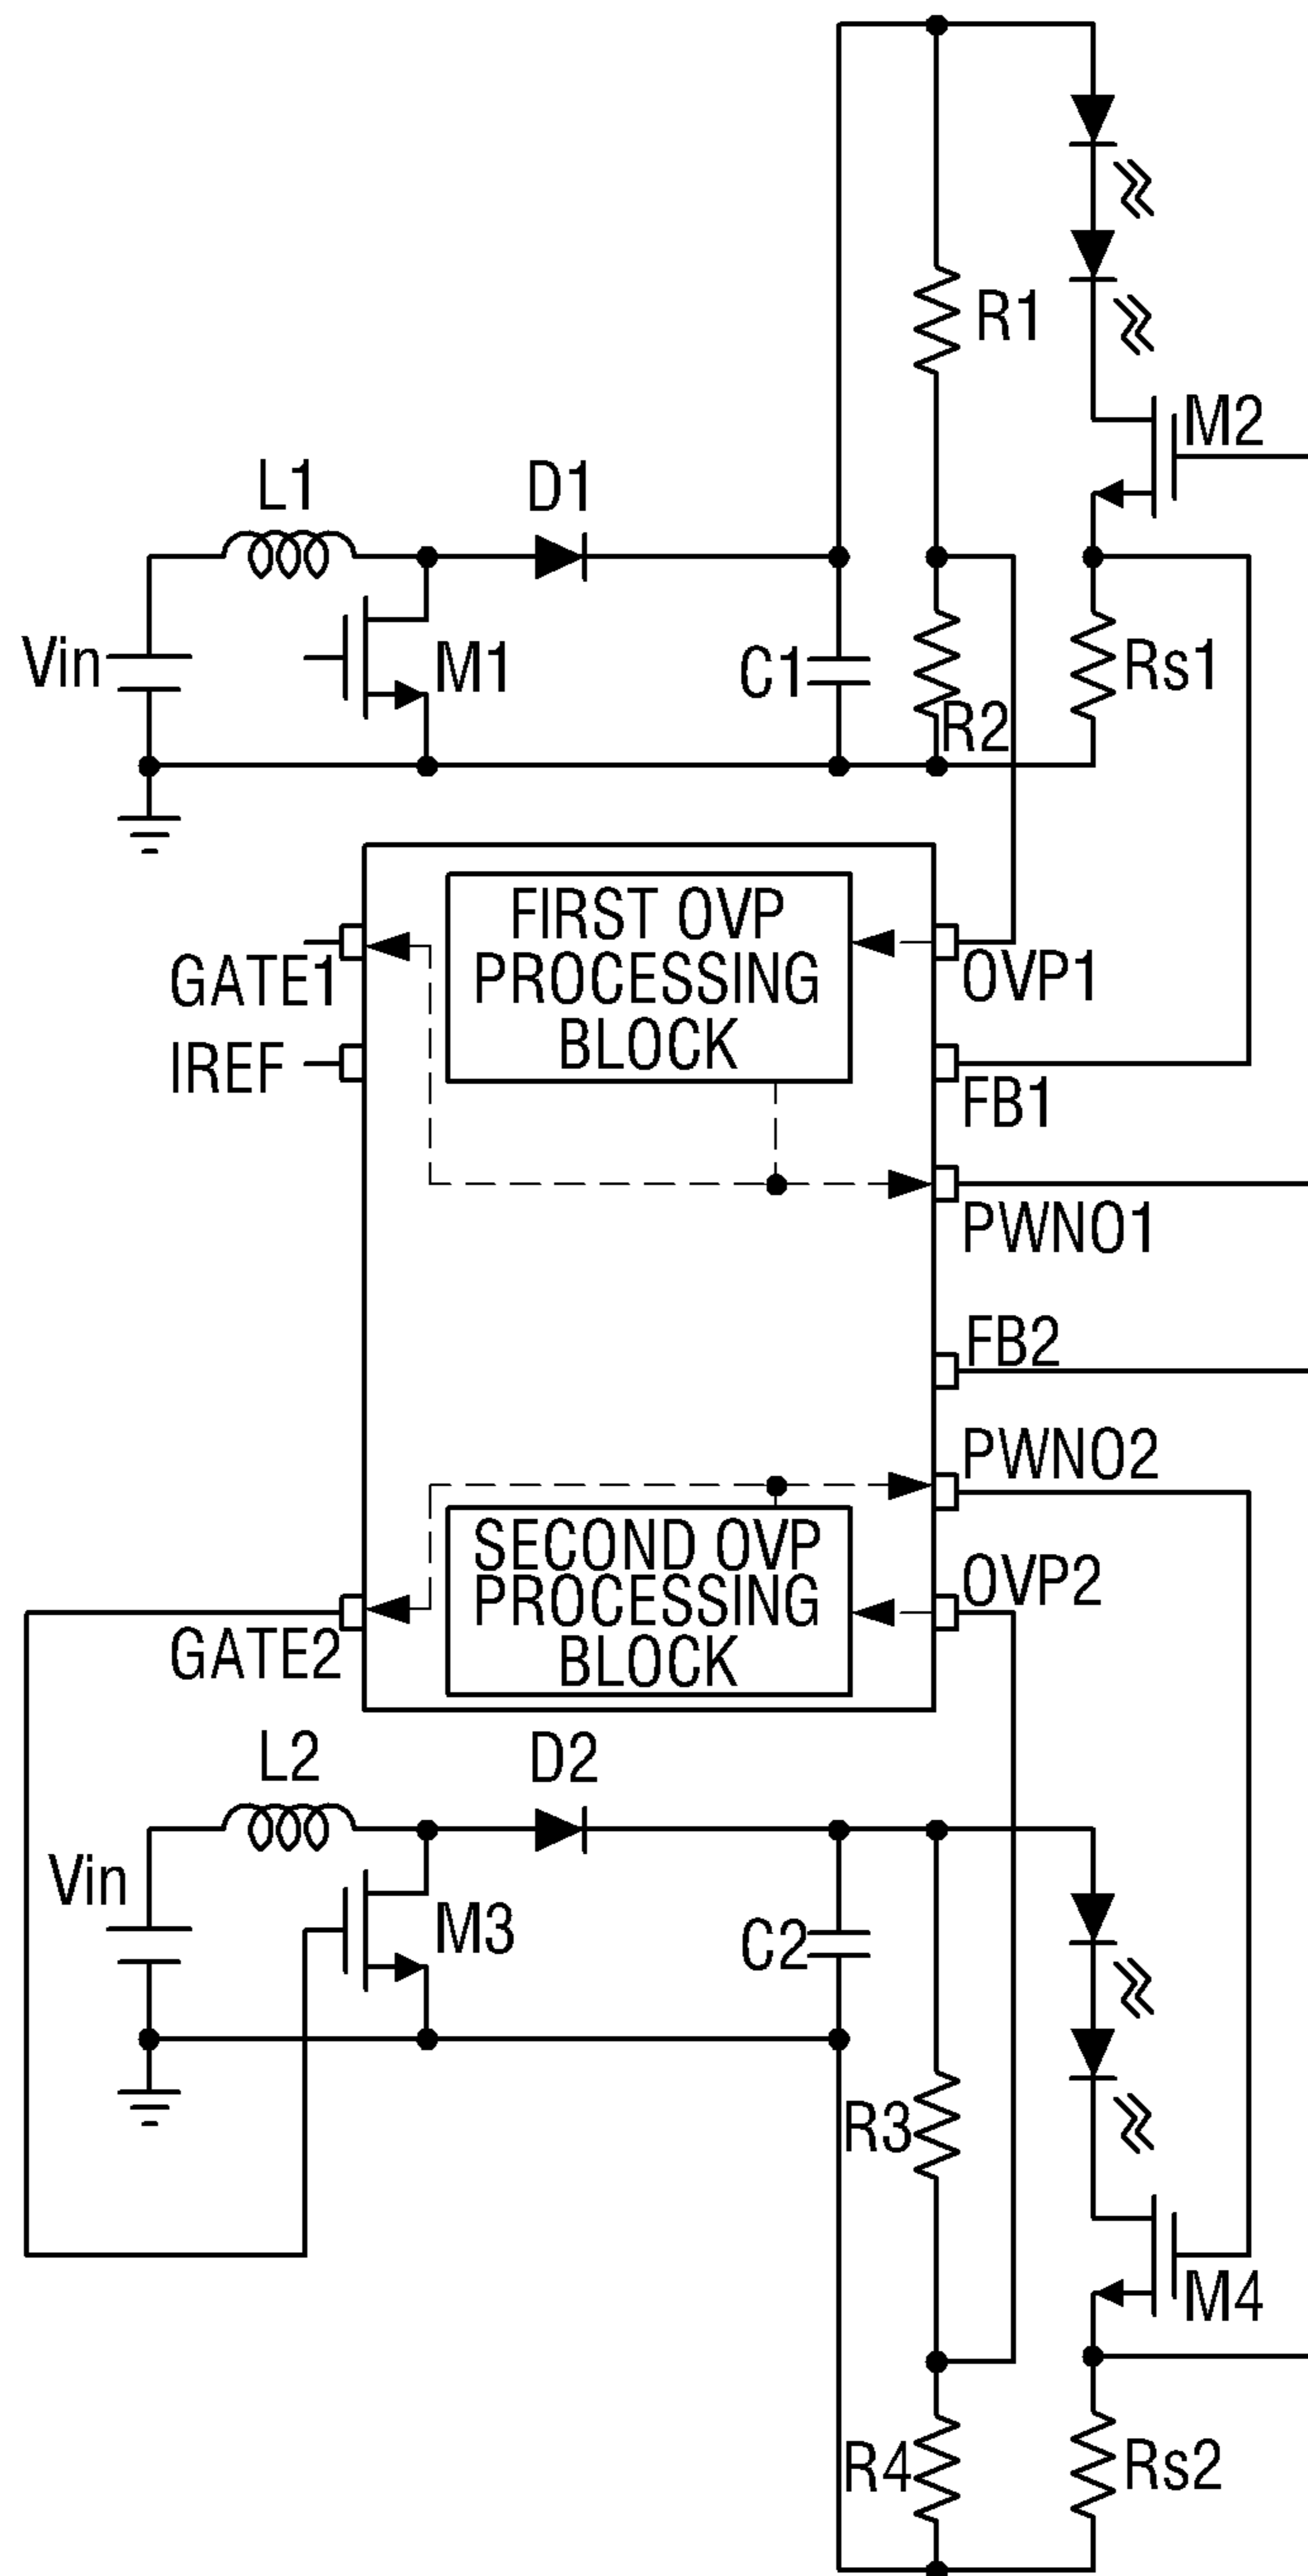 R1
M2
L1
D1
Vin
M1
C1
Rs1
R2
FIRST OVP
PROCESSING
BLOCK
GATE1
OVP1
IREF
FB1
PWNO1
FB2
PWNO2
SECOND OVP
PROCESSING
BLOCK
OVP2
GATE2
L2
D2
Vin
M3
C2
R3
M4
R4
Rs2